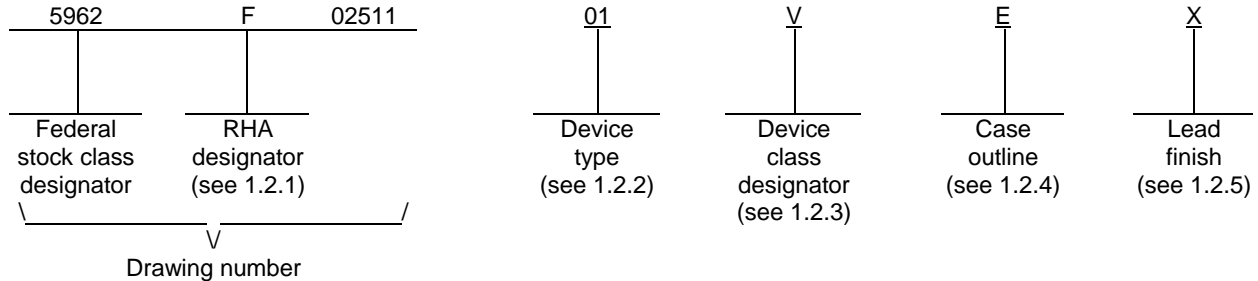 5962 F 02511 01 V E X
Federal stock class designator
RHA designator (see 1.2.1)
Device type (see 1.2.2)
Device class designator (see 1.2.3)
Case outline (see 1.2.4)
Lead finish (see 1.2.5)
Drawing number